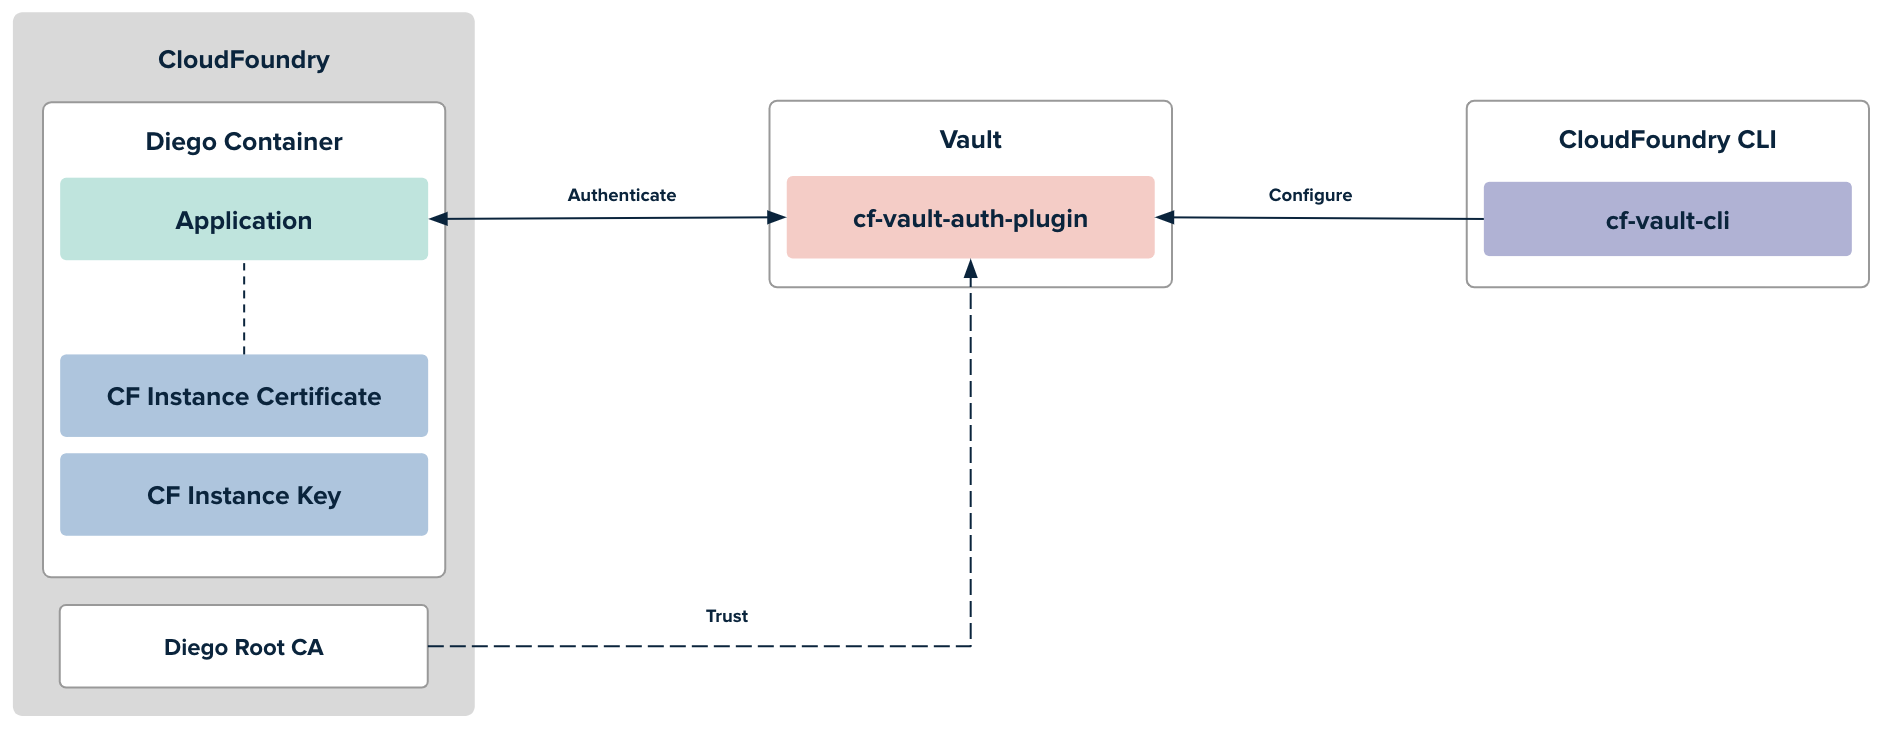 CloudFoundry
Diego Container
Application
CF Instance Certificate
CF Instance Key
Diego Root CA
Authenticate
Trust
Vault
cf-vault-auth-plugin
Configure
CloudFoundry CLI
cf-vault-cli